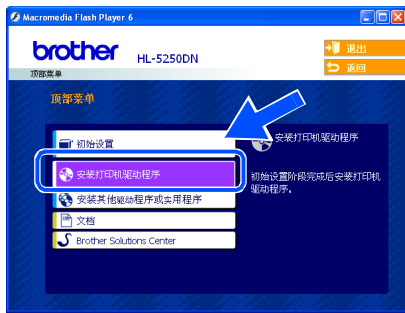 Macromedia Flash Player 6
brother
HL-5250DN
退出
返回
顶部菜单
顶部菜单
初始设置
安装打印机驱动程序
安装其他驱动程序或实用程序
文档
Brother Solutions Center
安装打印机驱动程序
初始设置阶段完成后安装打印机
驱动程序。